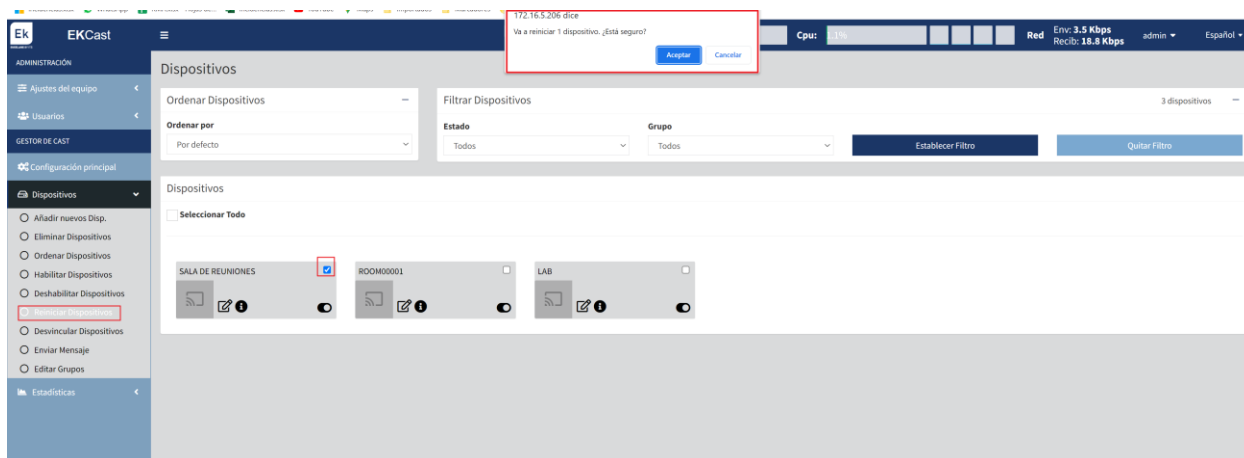 172.16.5.206 dice
Va a reiniciar 1 dispositivo. ¿Está seguro?
Aceptar Cancelar
Ek EKCast
Cpu: 1.1% Red Env: 3.5 Kbps
Recib: 18.8 Kbps
admin Español
ADMINISTRACIÓN
Ajustes del equipo
Usuarios
GESTOR DE CAST
Configuración principal
Dispositivos
Añadir nuevos Disp.
Eliminar Dispositivos
Ordenar Dispositivos
Habilitar Dispositivos
Deshabilitar Dispositivos
Reiniciar Dispositivos
Desvincular Dispositivos
Enviar Mensaje
Editar Grupos
Estadísticas
Dispositivos
Ordenar Dispositivos
Ordenar por
Por defecto
Filtrar Dispositivos 3 dispositivos
Estado Grupo
Todos Todos Establecer Filtro Quitar Filtro
Dispositivos
Seleccionar Todo
SALA DE REUNIONES ROOM00001 LAB